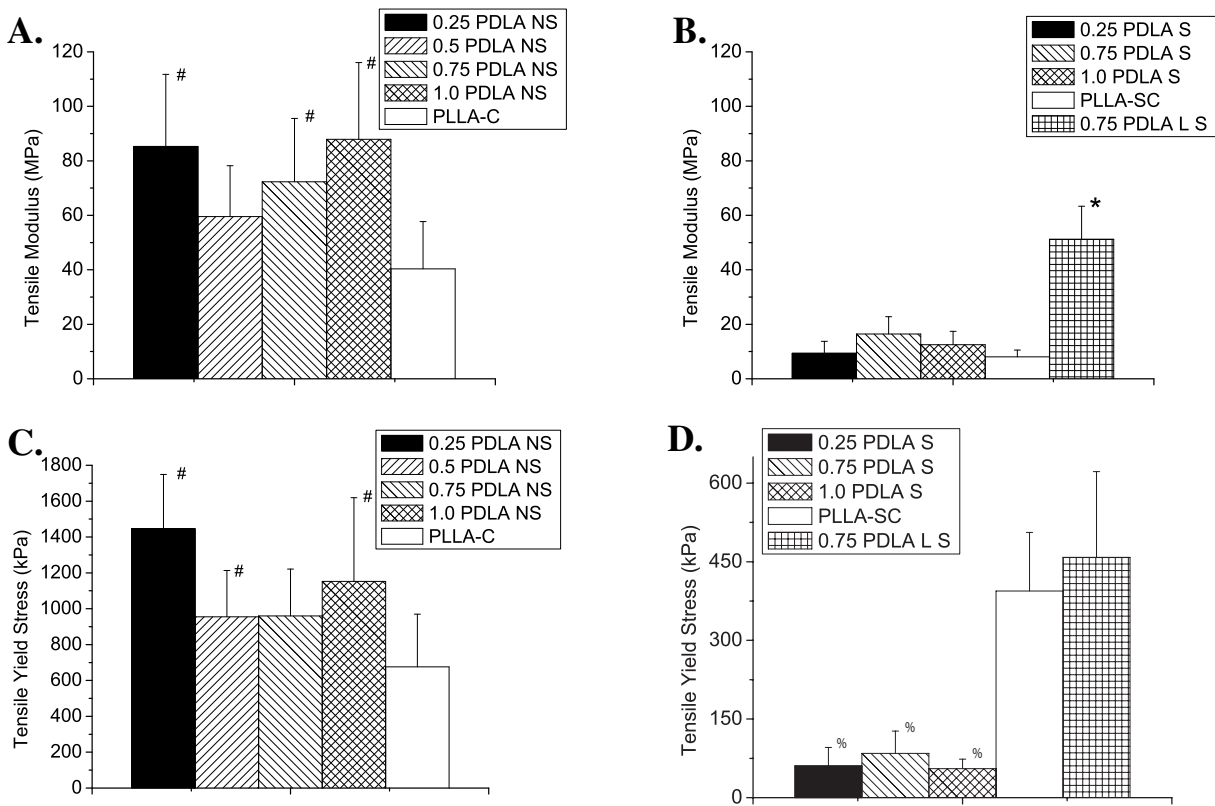 A.
0.25 PDLA NS
0.5 PDLA NS
0.75 PDLA NS
1.0 PDLA NS
PLLA-C
120
100
80
60
40
20
0
Tensile Modulus (MPa)
#
#
#
B.
0.25 PDLA S
0.75 PDLA S
1.0 PDLA S
PLLA-SC
0.75 PDLA L S
120
100
80
60
40
20
0
Tensile Modulus (MPa)
*
C.
0.25 PDLA NS
0.5 PDLA NS
0.75 PDLA NS
1.0 PDLA NS
PLLA-C
1800
1600
1400
1200
1000
800
600
400
200
0
Tensile Yield Stress (kPa)
#
#
#
D.
0.25 PDLA S
0.75 PDLA S
1.0 PDLA S
PLLA-SC
0.75 PDLA L S
600
450
300
150
0
Tensile Yield Stress (kPa)
%
%
%